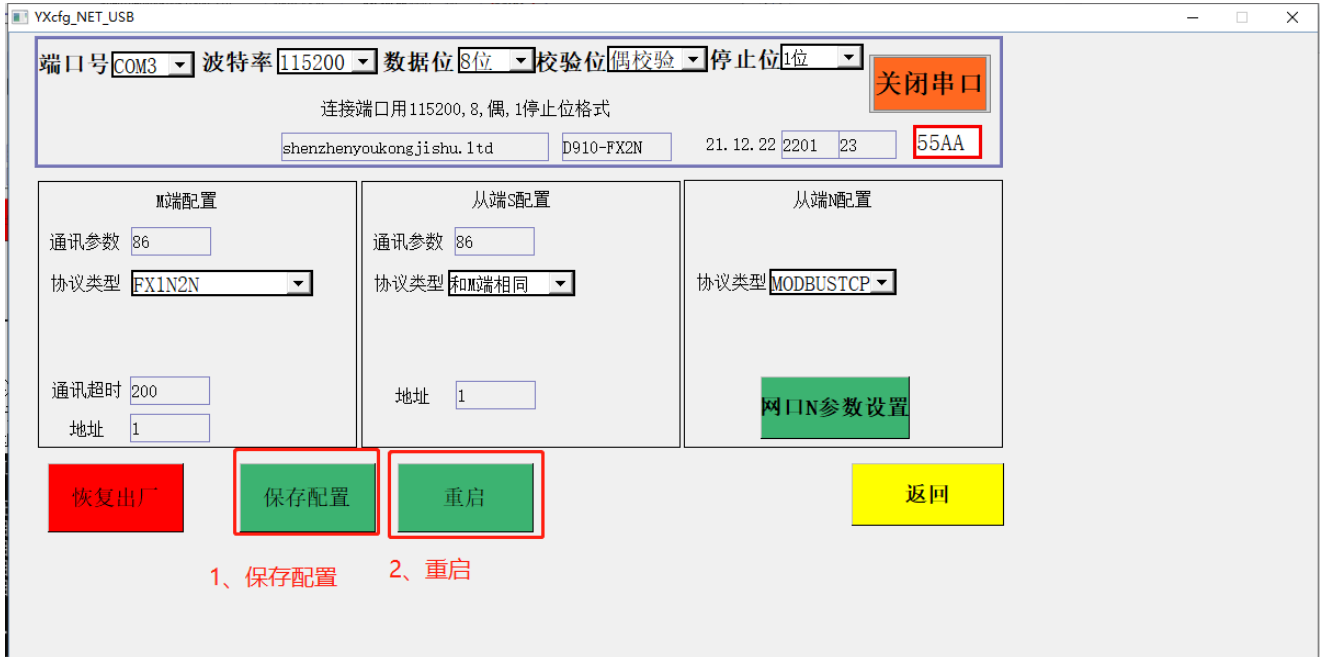 YXcfg_NET_USB
端口号 COM3 波特率 115200 数据位 8位 校验位 偶校验 停止位 1位 关闭串口
连接端口用115200,8,偶,1停止位格式
shenzhenyoukongjishu.ltd D910-FX2N 21.12.22 2201 23 55AA
M端配置 从端S配置 从端N配置
通讯参数 86 通讯参数 86
协议类型 FX1N2N 协议类型 和M端相同 协议类型 MODBUSTCP
通讯超时 200 地址 1 网口N参数设置
地址 1
恢复出厂 保存配置 重启 返回
1、保存配置 2、重启